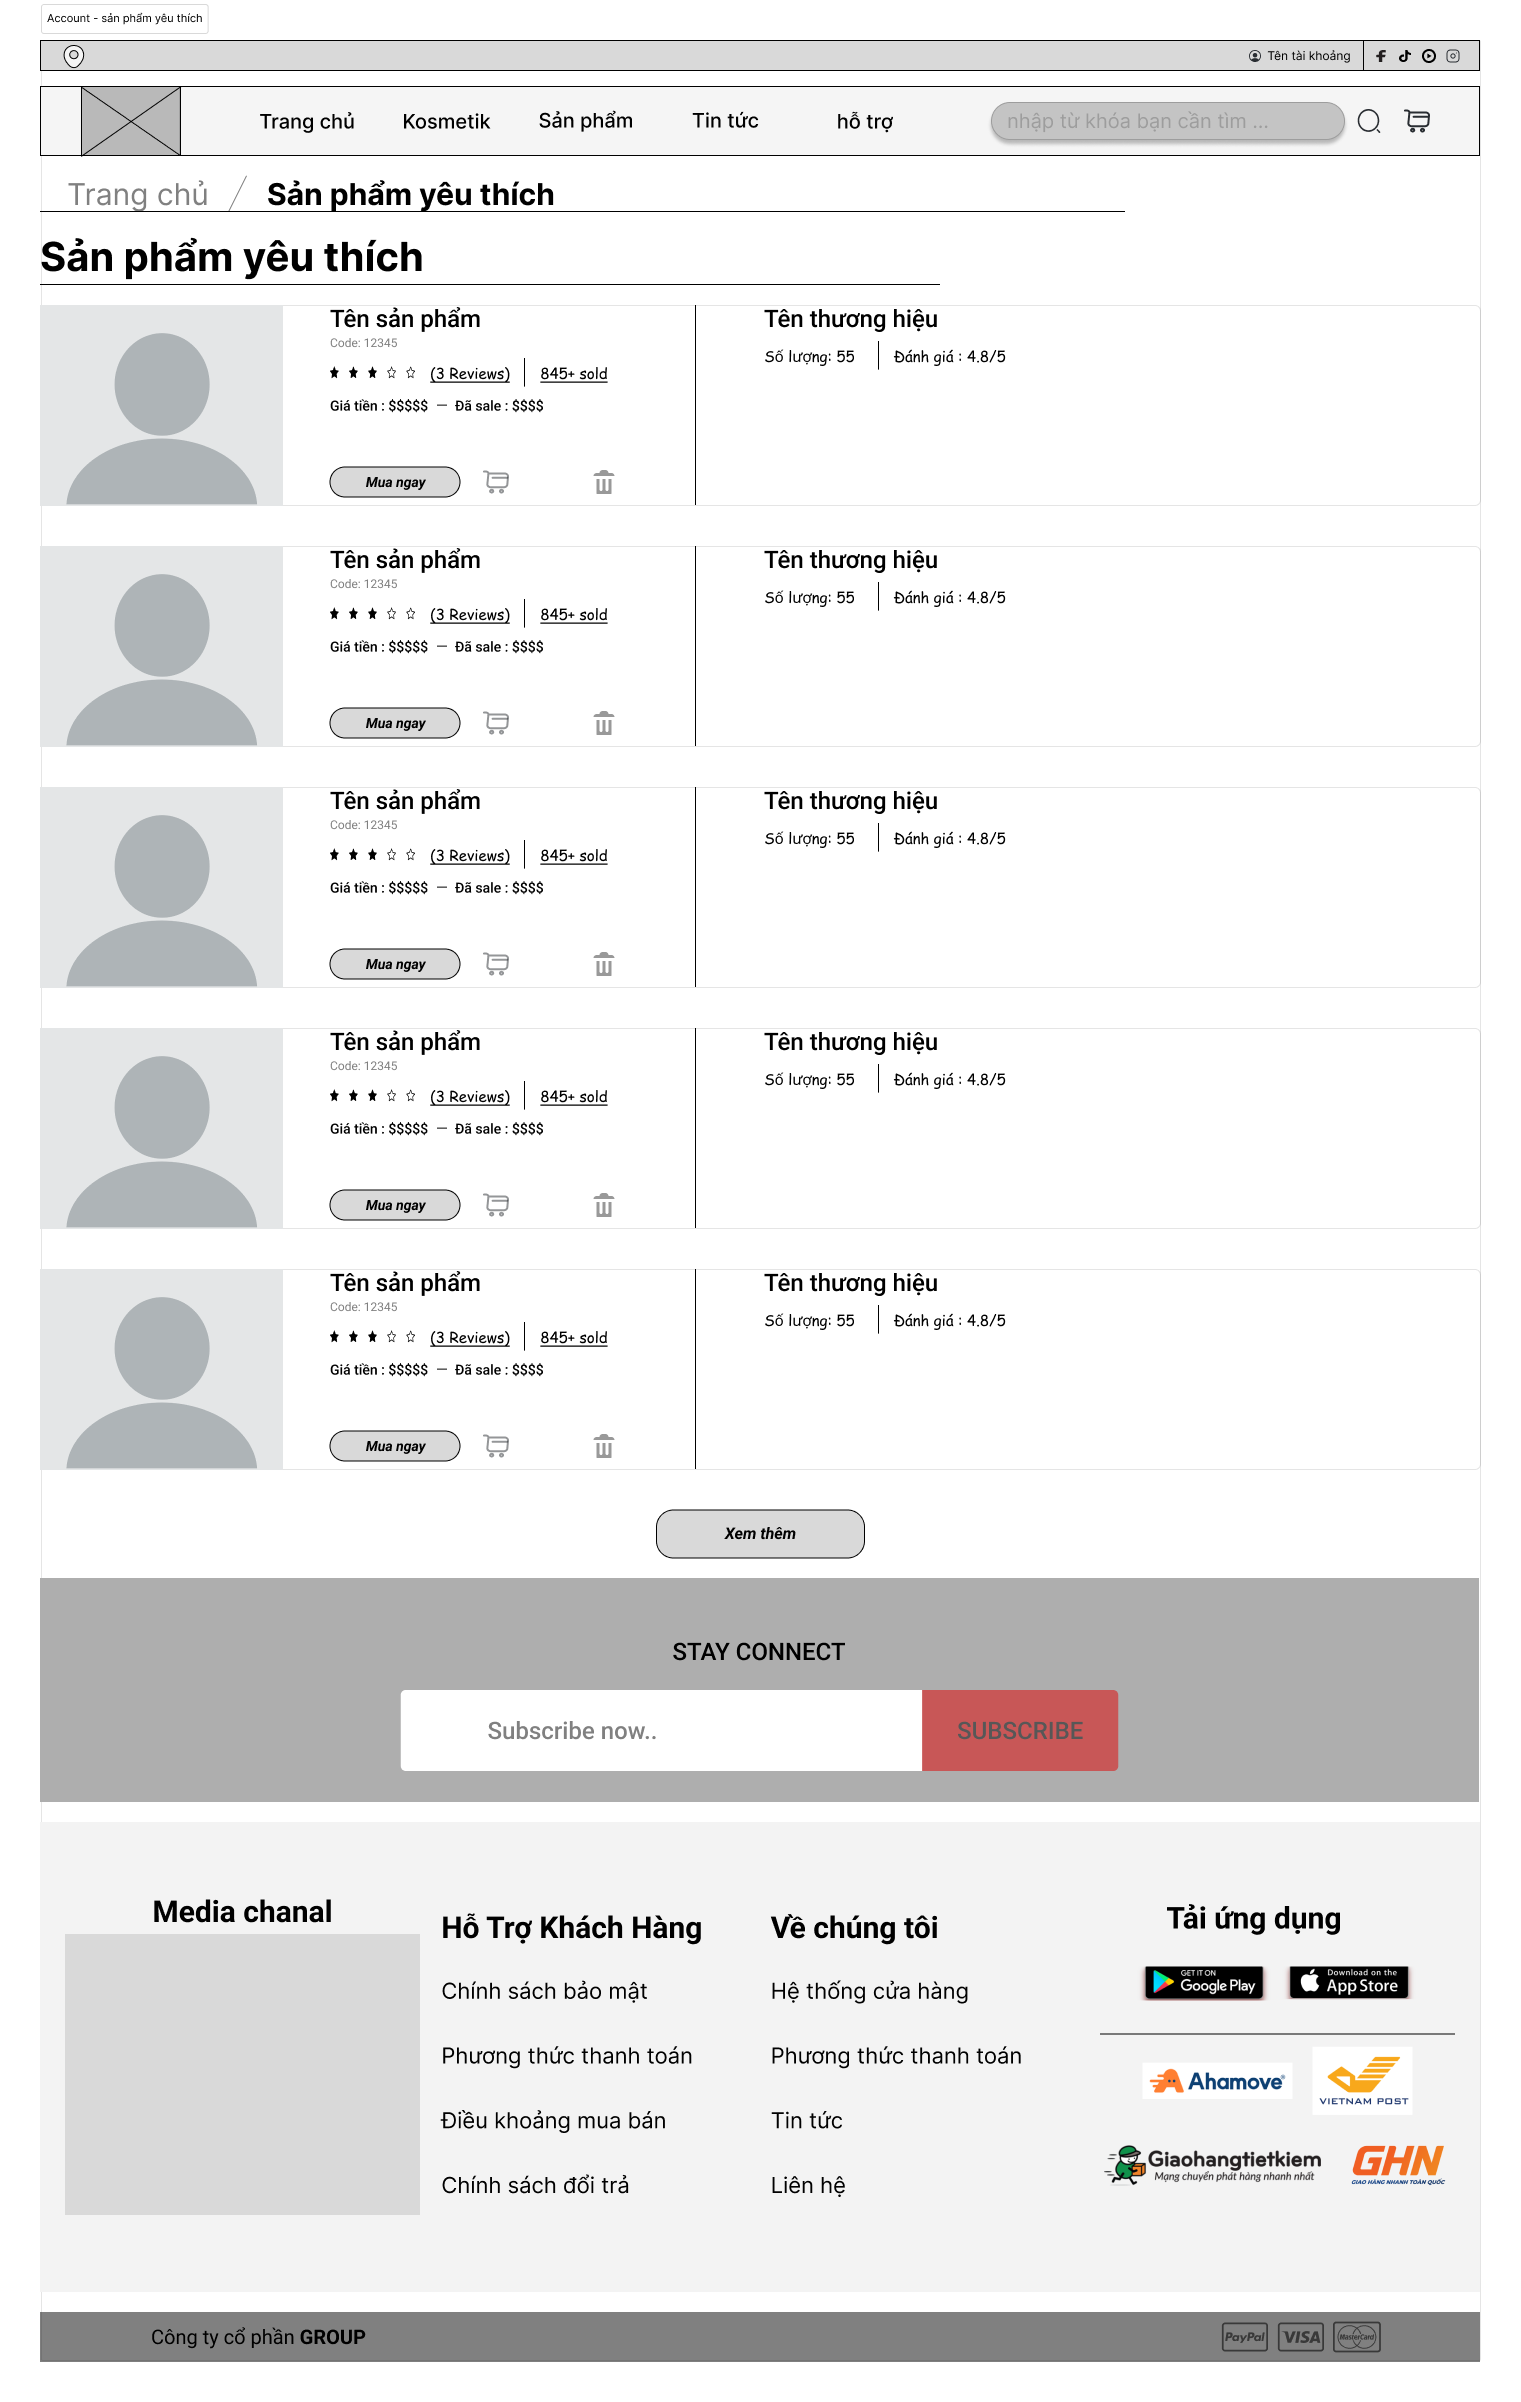 Account - sản phẩm yêu thích
Tên tài khoảng
Trang chủ Kosmetik Sản phẩm Tin tức hỗ trợ nhập từ khóa bạn cần tìm ...
Trang chủ / Sản phẩm yêu thích
Sản phẩm yêu thích
Tên sản phẩm
Code: 12345
(3 Reviews) 845+ sold
Giá tiền : $$$$$ — Đã sale : $$$$
Mua ngay
Tên thương hiệu
Số lượng: 55 Đánh giá : 4.8/5
Tên sản phẩm
Code: 12345
(3 Reviews) 845+ sold
Giá tiền : $$$$$ — Đã sale : $$$$
Mua ngay
Tên thương hiệu
Số lượng: 55 Đánh giá : 4.8/5
Tên sản phẩm
Code: 12345
(3 Reviews) 845+ sold
Giá tiền : $$$$$ — Đã sale : $$$$
Mua ngay
Tên thương hiệu
Số lượng: 55 Đánh giá : 4.8/5
Tên sản phẩm
Code: 12345
(3 Reviews) 845+ sold
Giá tiền : $$$$$ — Đã sale : $$$$
Mua ngay
Tên thương hiệu
Số lượng: 55 Đánh giá : 4.8/5
Tên sản phẩm
Code: 12345
(3 Reviews) 845+ sold
Giá tiền : $$$$$ — Đã sale : $$$$
Mua ngay
Tên thương hiệu
Số lượng: 55 Đánh giá : 4.8/5
Xem thêm
STAY CONNECT
Subscribe now.. SUBSCRIBE
Media chanal
Hỗ Trợ Khách Hàng
Chính sách bảo mật
Phương thức thanh toán
Điều khoảng mua bán
Chính sách đổi trả
Về chúng tôi
Hệ thống cửa hàng
Phương thức thanh toán
Tin tức
Liên hệ
Tải ứng dụng
GET IT ON
Google Play
Download on the
App Store
Ahamove
VIETNAM POST
Giaohangtietkiem
Mạng chuyển phát hàng nhanh nhất
GHN
GIAO HÀNG NHANH TOÀN QUỐC
Công ty cổ phần GROUP
PayPal VISA MasterCard